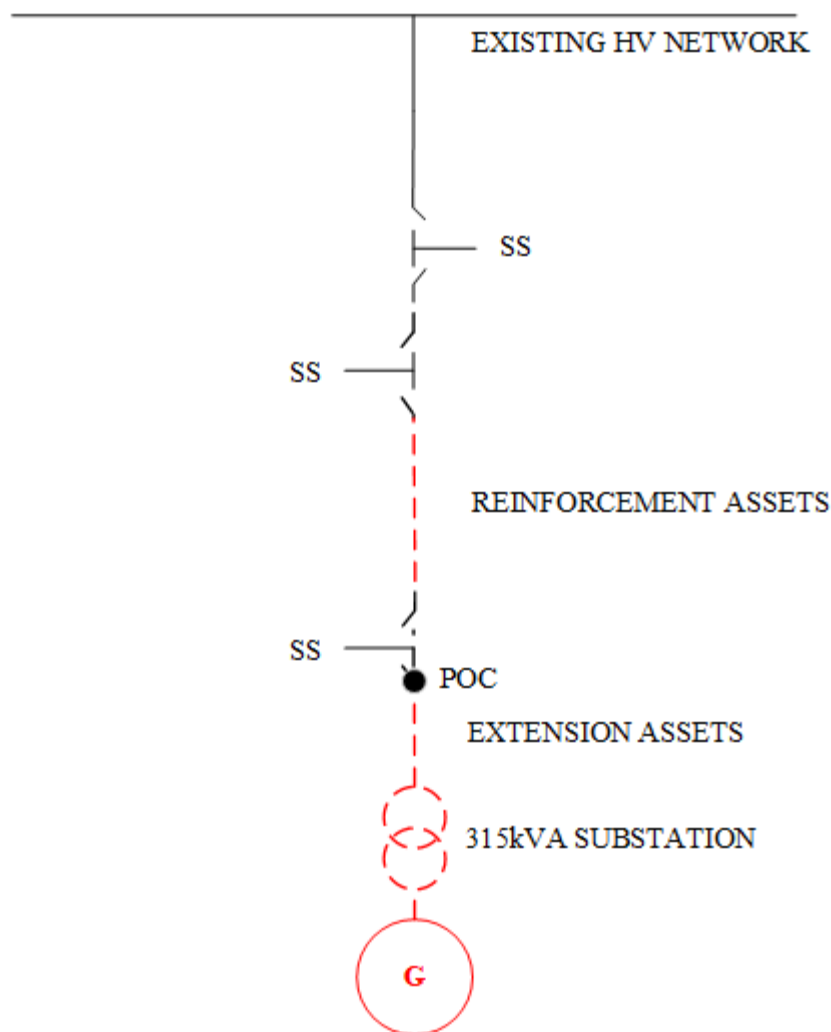 EXISTING HV NETWORK
SS
SS
REINFORCEMENT ASSETS
SS
POC
EXTENSION ASSETS
315kVA SUBSTATION
G